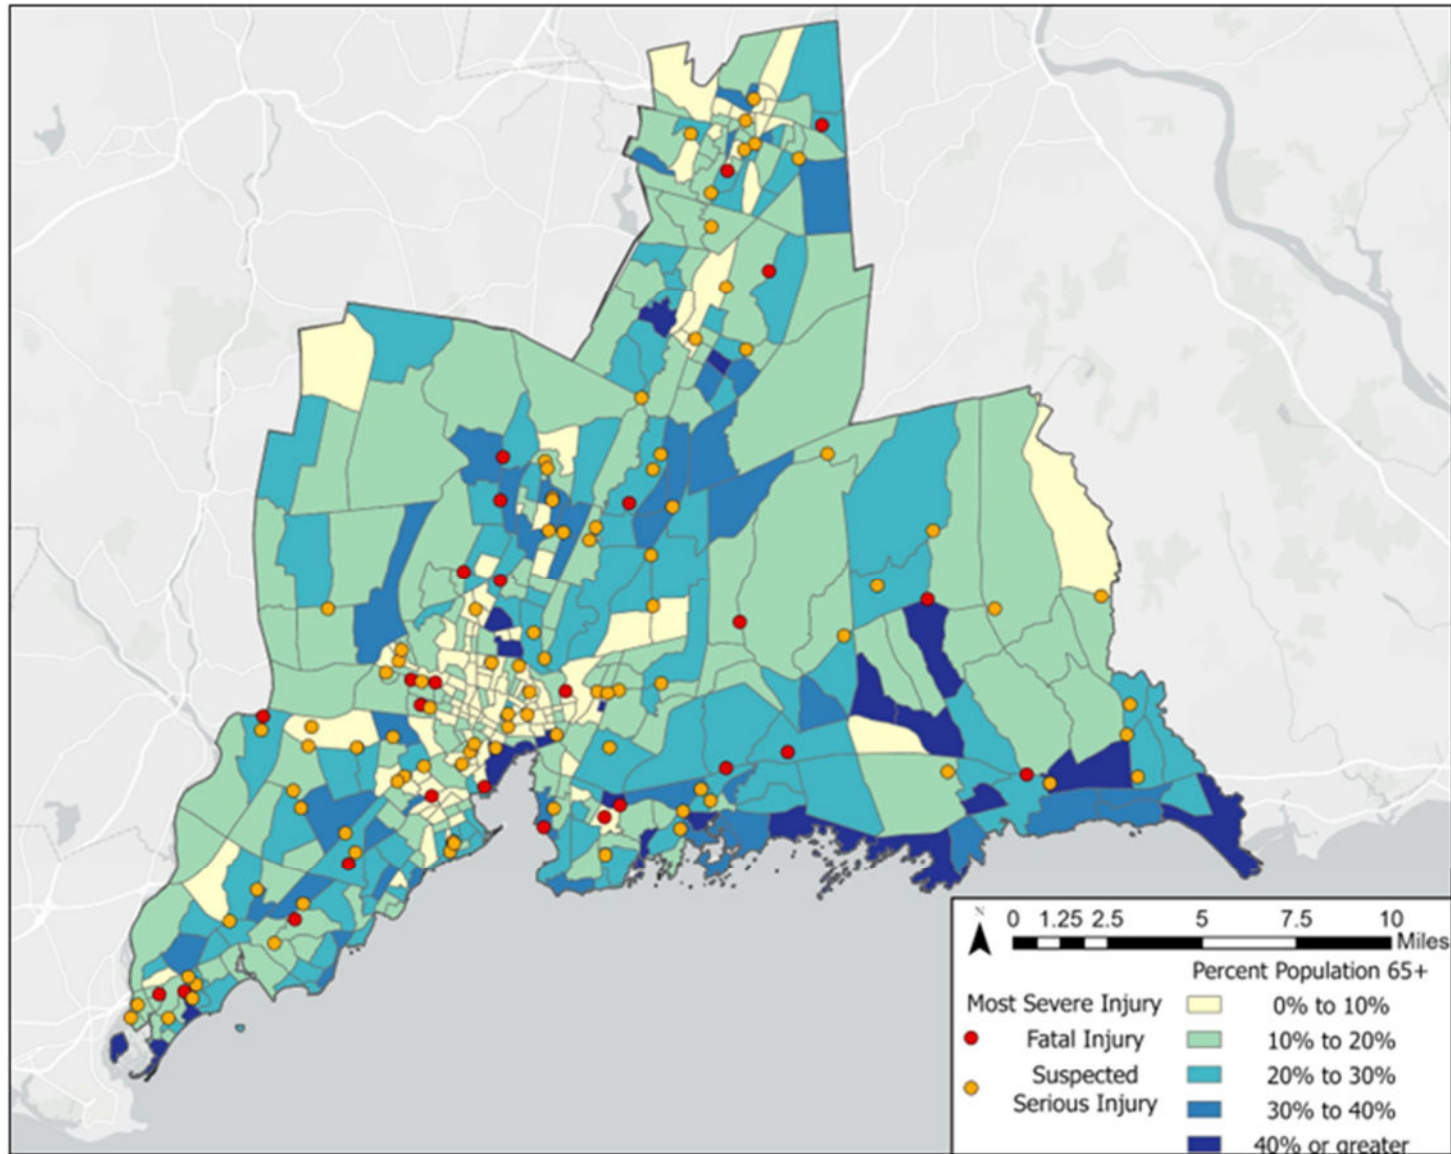 N
0 1.25 2.5 5 7.5 10
Miles
Percent Population 65+
Most Severe Injury
0% to 10%
Fatal Injury
10% to 20%
Suspected
Serious Injury
20% to 30%
30% to 40%
40% or greater